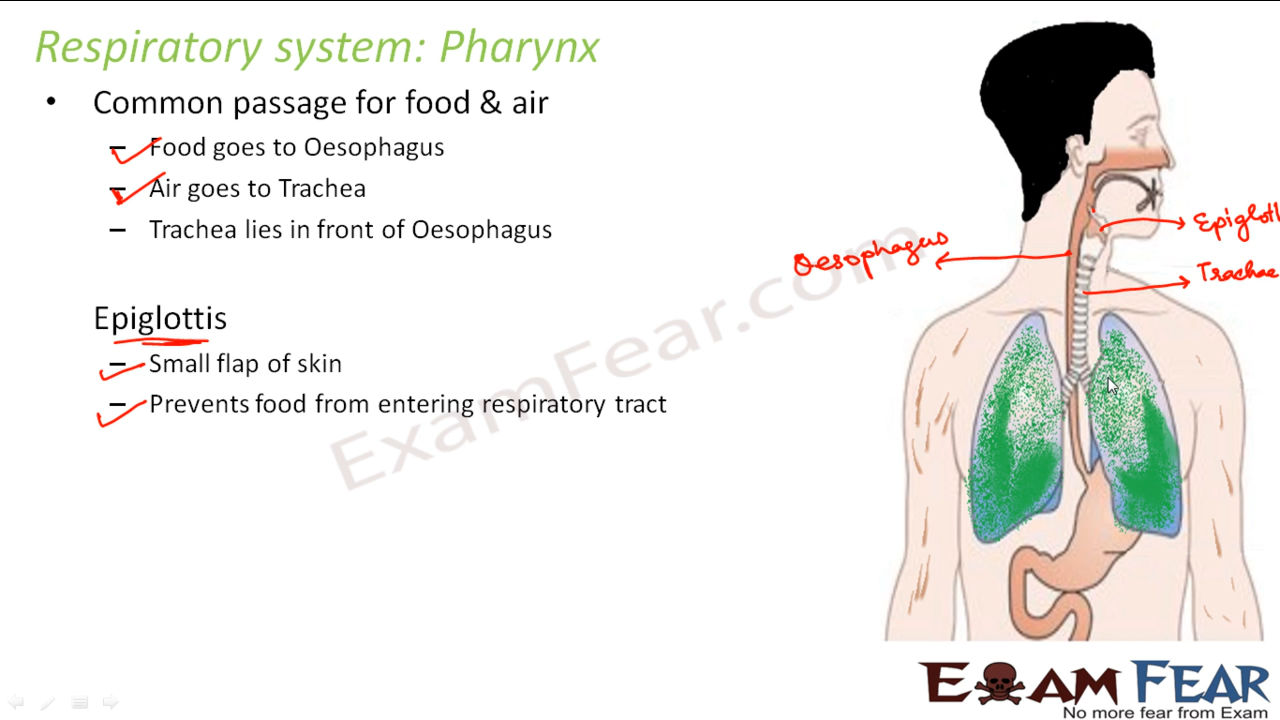 Respiratory system: Pharynx
• Common passage for food & air
– Food goes to Oesophagus
– Air goes to Trachea
– Trachea lies in front of Oesophagus
Epiglottis
– Small flap of skin
– Prevents food from entering respiratory tract
Oesophagus
Epiglott
Trachae
ExamFear.com
EXAM FEAR
No more fear from Exam